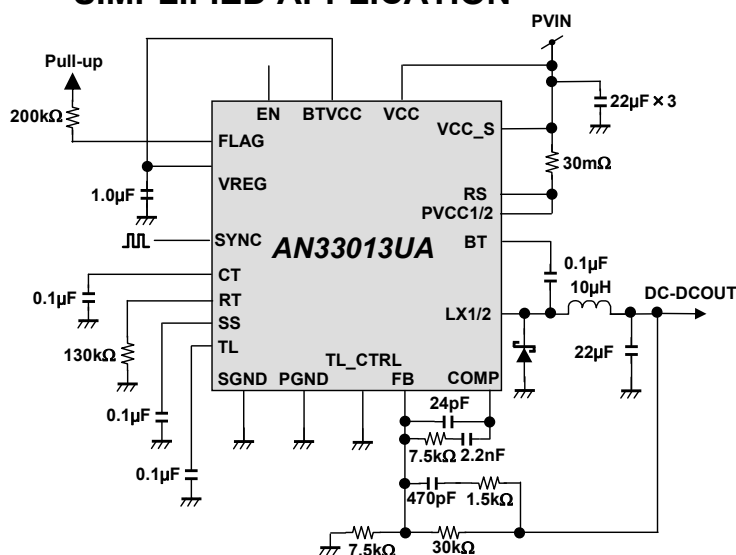 SIMPLIFIED APPLICATION
PVIN
Pull-up
EN
BTVCC
VCC
22μF × 3
200kΩ
FLAG
VCC_S
VREG
30mΩ
1.0μF
RS
PVCC1/2
SYNC
AN33013UA
BT
CT
0.1μF
10μH
DC-DCOUT
0.1μF
RT
LX1/2
SS
22μF
130kΩ
TL
TL_CTRL
SGND
PGND
FB
COMP
24pF
0.1μF
7.5kΩ
2.2nF
0.1μF
470pF
1.5kΩ
7.5kΩ
30kΩ